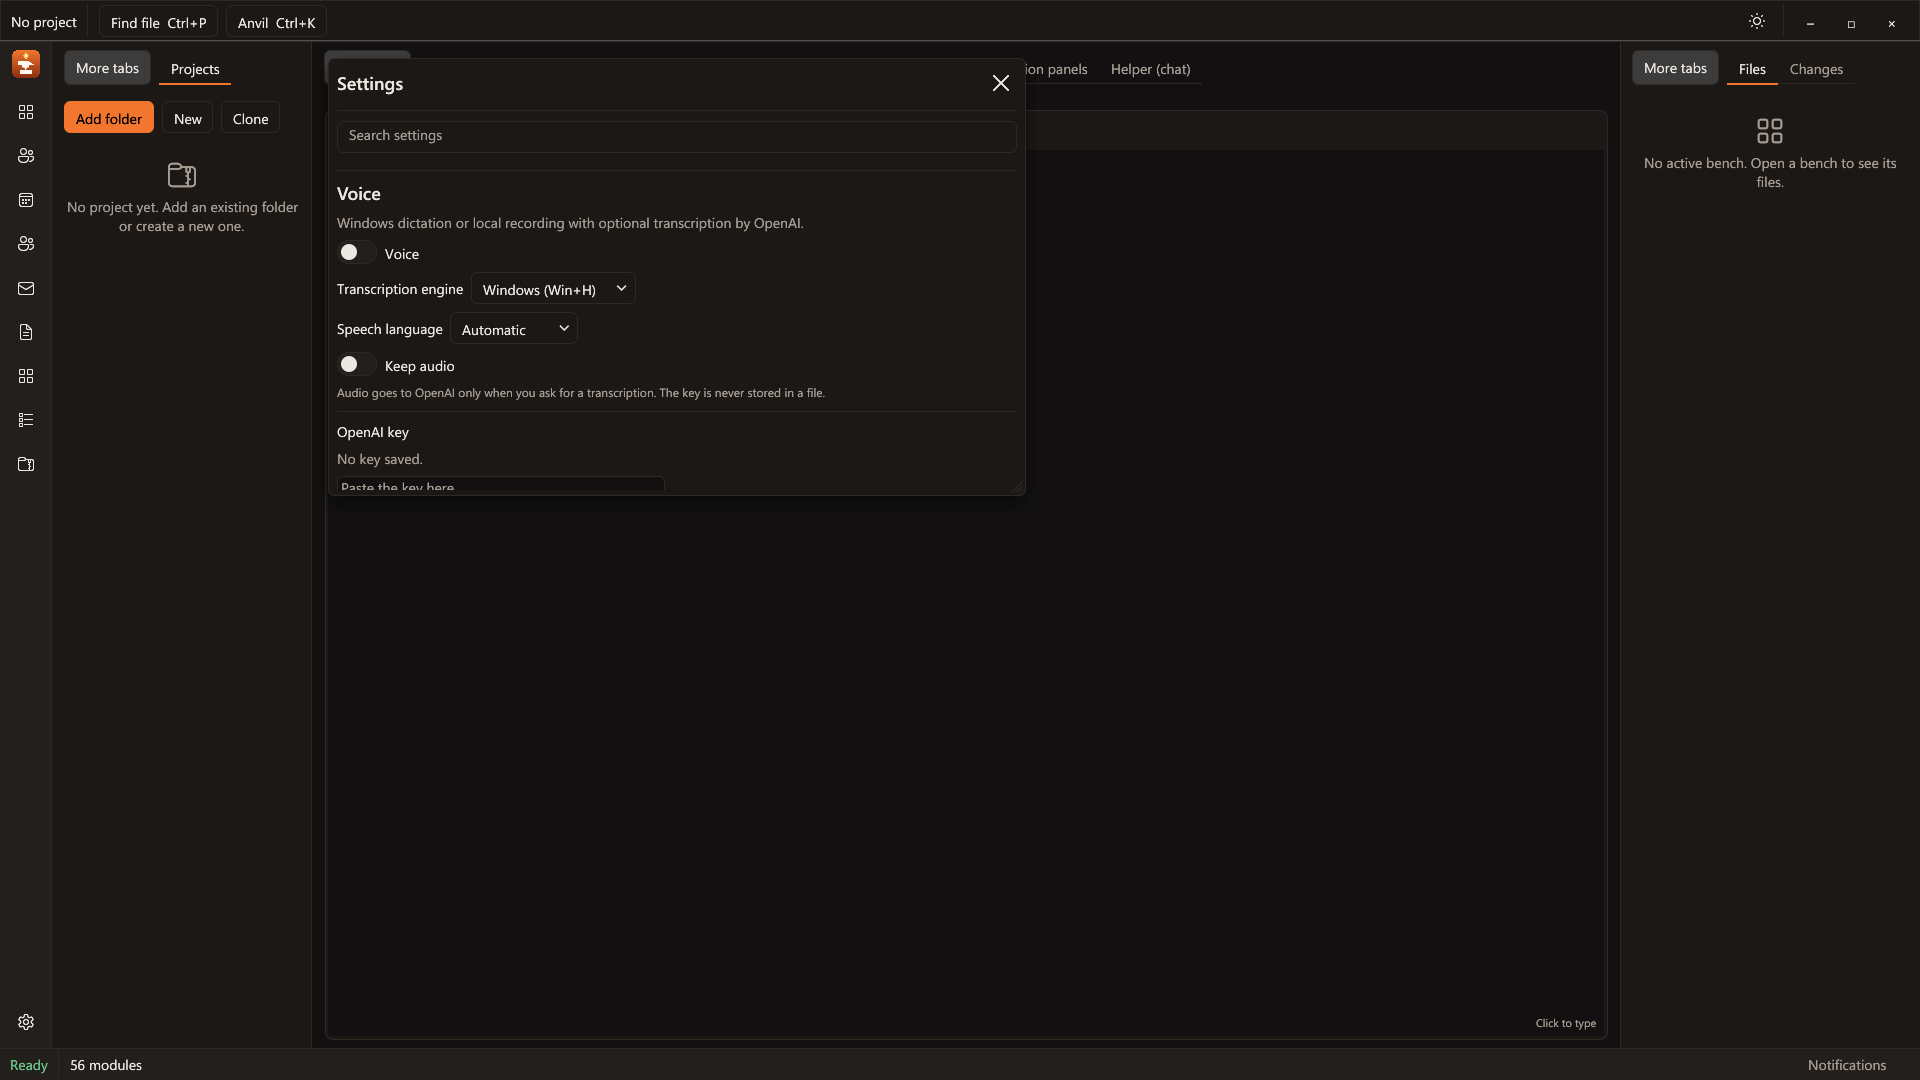 No project
Find file Ctrl+P
Anvil Ctrl+K
More tabs
Projects
Add folder
New
Clone
No project yet. Add an existing folder
or create a new one.
Settings
Search settings
Voice
Windows dictation or local recording with optional transcription by OpenAI.
Voice
Transcription engine
Windows (Win+H)
Speech language
Automatic
Keep audio
Audio goes to OpenAI only when you ask for a transcription. The key is never stored in a file.
OpenAI key
No key saved.
Paste the key here
panels
Helper (chat)
Click to type
More tabs
Files
Changes
No active bench. Open a bench to see its
files.
Ready
56 modules
Notifications